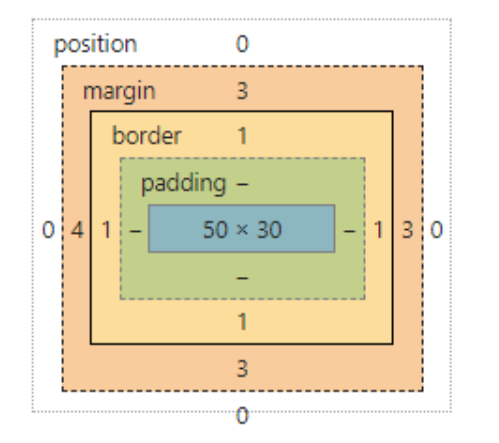 position 0
margin 3
border 1
padding –
0 4 1 – 50 × 30 – 1 3 0
–
1
3
0